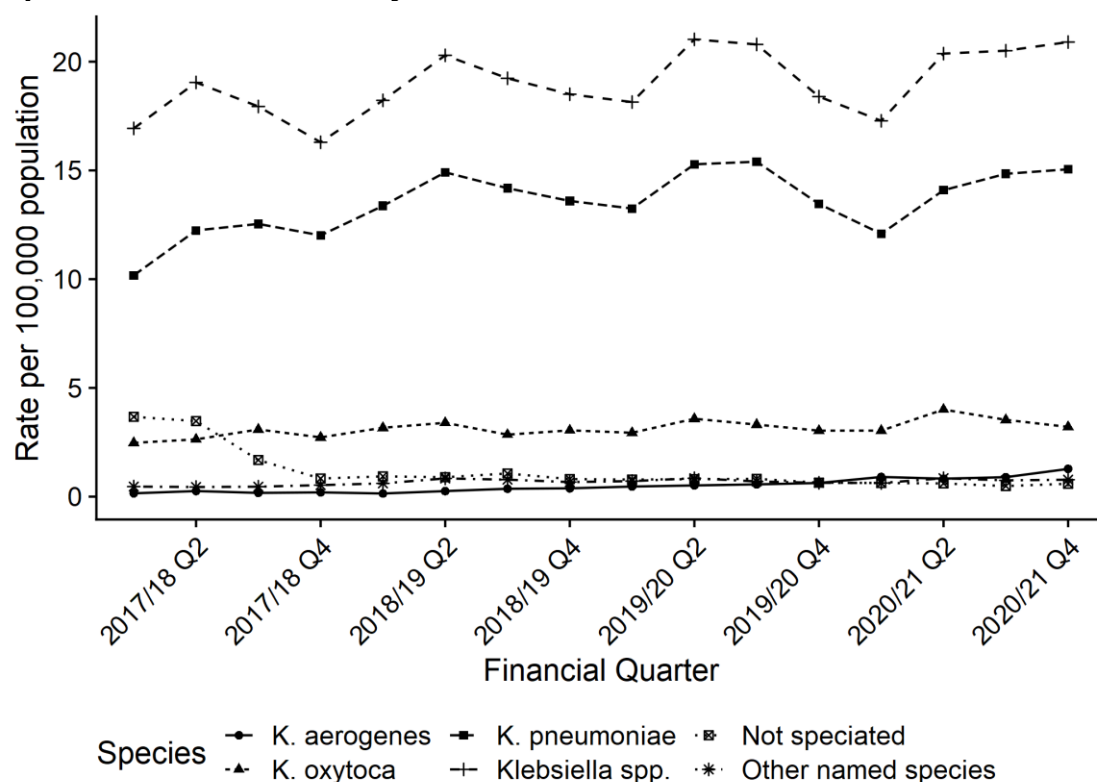 Rate per 100,000 population
20
15
10
5
0
2017/18 Q2
2017/18 Q4
2018/19 Q2
2018/19 Q4
2019/20 Q2
2019/20 Q4
2020/21 Q2
2020/21 Q4
Financial Quarter
Species
K. aerogenes K. pneumoniae Not speciated
K. oxytoca Klebsiella spp. Other named species